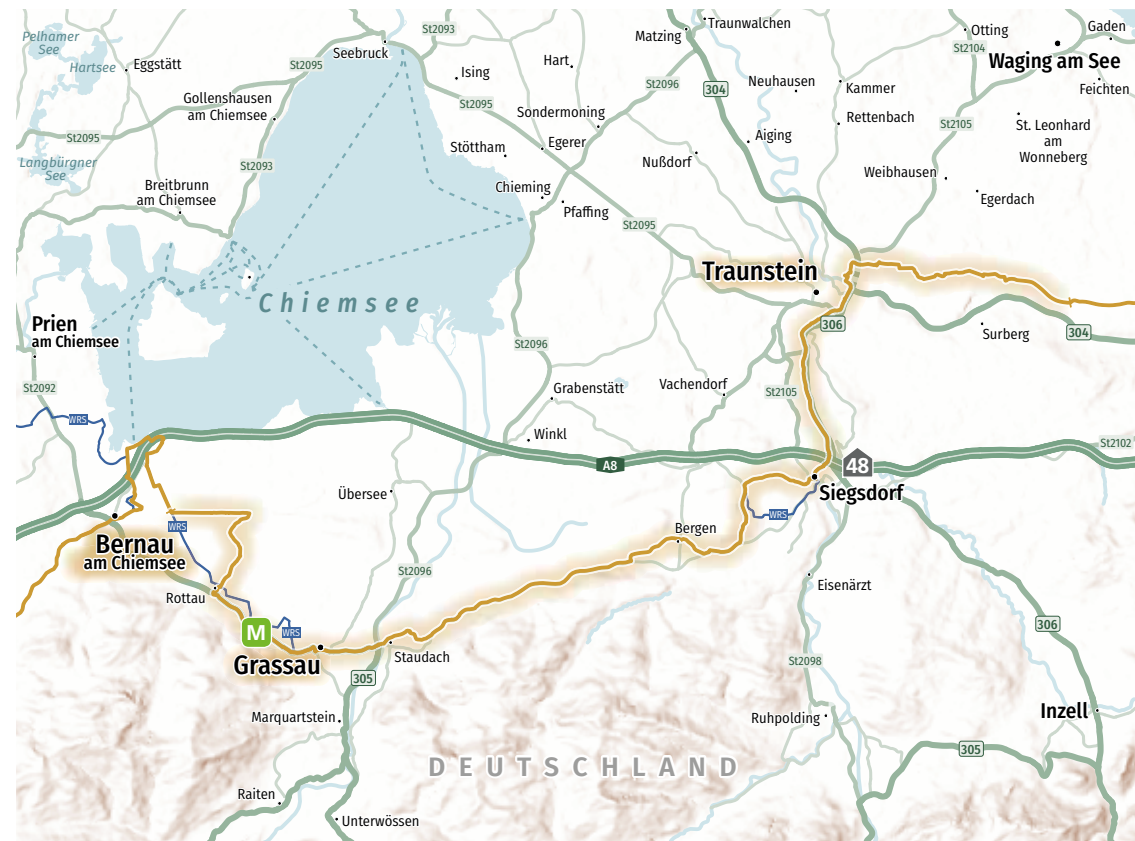 Pelhamer
See
Hartsee
Eggstätt
Seebruck
St2093
Matzing
Traunwalchen
Otting
Gaden
St2104
Waging am See
Feichten
St2095
Ising
Hart
St2096
304
Neuhausen
Kammer
Gollenshausen
am Chiemsee
St2095
Sondermoning
Rettenbach
St2105
St. Leonhard
am
Wonneberg
St2095
Egerer
Aiging
Stöttham
Nußdorf
Langbürgner
See
St2093
Weibhausen
Breitbrunn
am Chiemsee
Chieming
Egerdach
Pfaffing
St2095
Traunstein
Chiemsee
Prien
am Chiemsee
306
Surberg
304
St2096
St2092
Grabenstätt
Vachendorf
St2105
WRS
Winkl
St2102
A8
48
Siegsdorf
Übersee
WRS
WRS
Bergen
Bernau
am Chiemsee
St2096
Eisenärzt
Rottau
306
M
WRS
Grassau
Staudach
St2098
305
Marquartstein
Ruhpolding
Inzell
305
DEUTSCHLAND
Raiten
Unterwössen